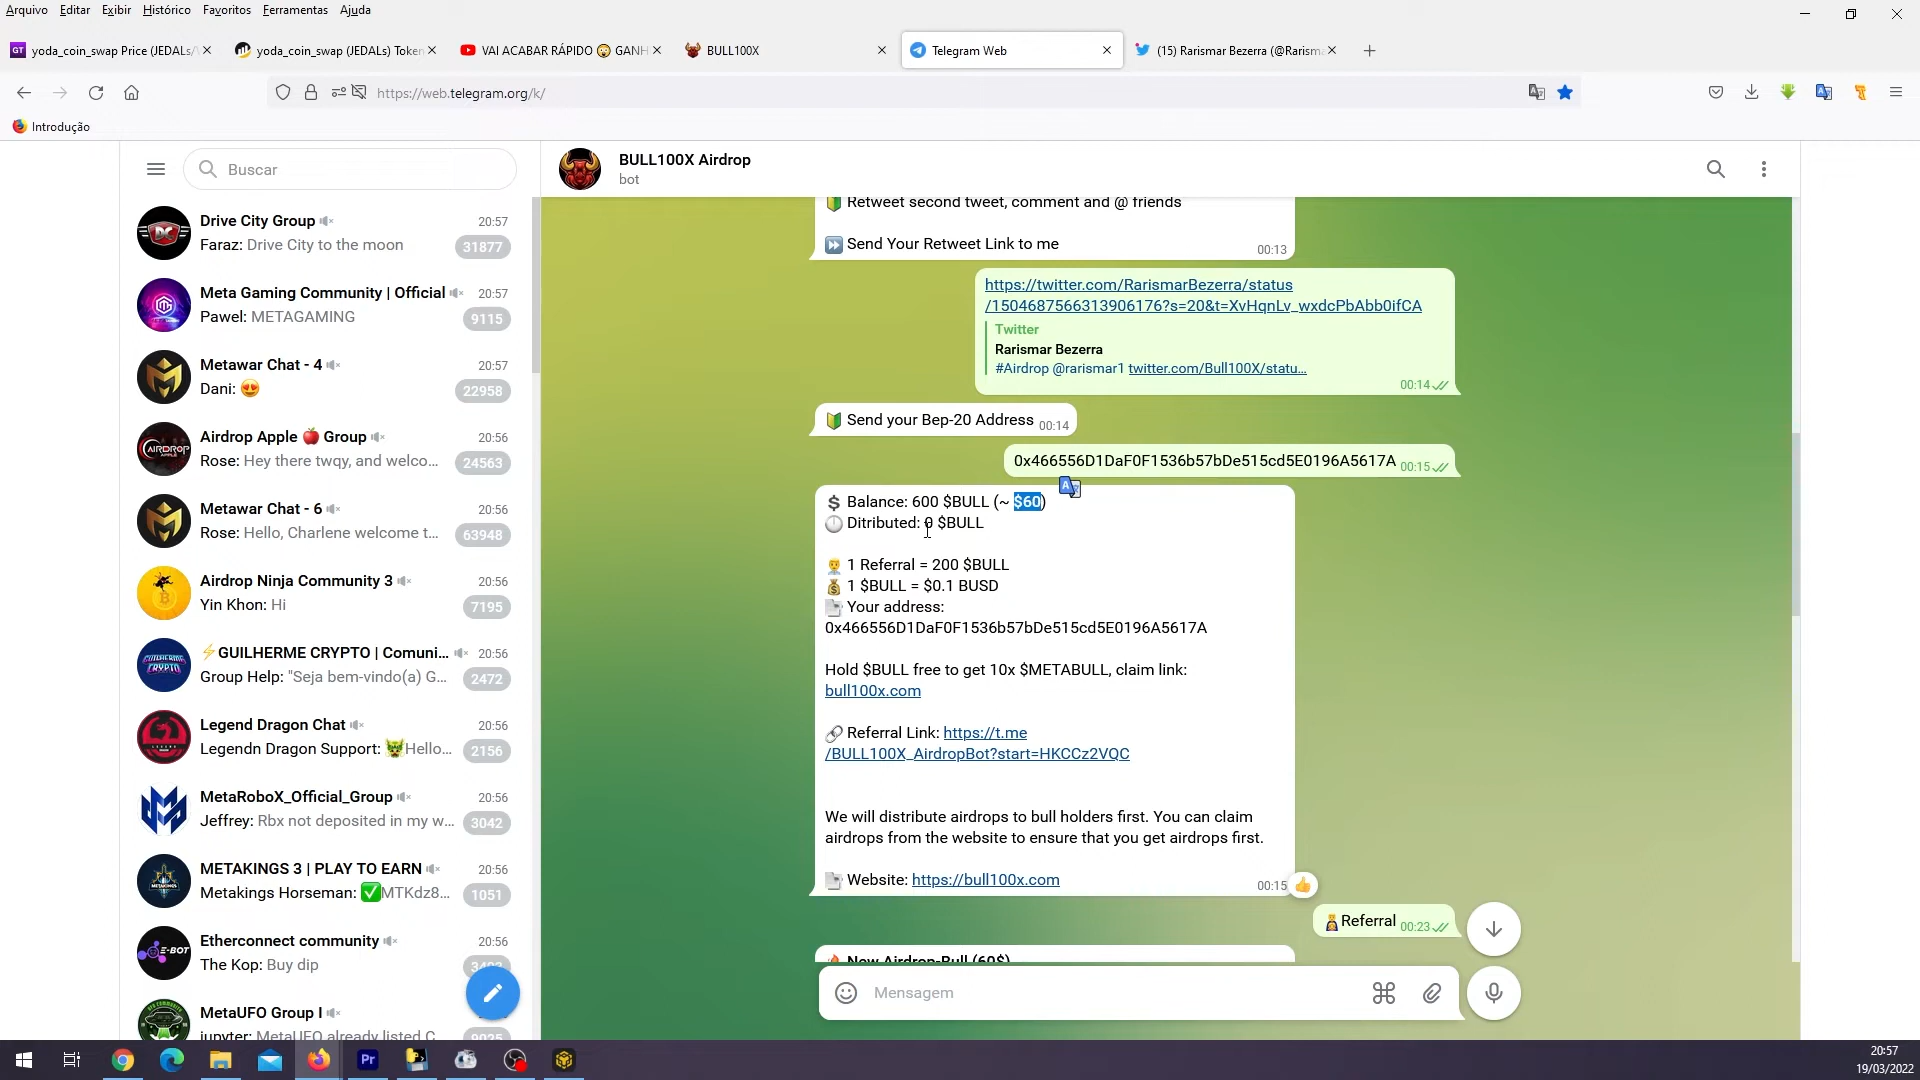 Arquivo Editar Exibir Histórico Favoritos Ferramentas Ajuda
yoda_coin_swap Price (JEDALs/
yoda_coin_swap (JEDALs) Token
VAI ACABAR RÁPIDO 😱 GANH
BULL100X
Telegram Web
(15) Rarismar Bezerra (@Rarism
https://web.telegram.org/k/
Introdução
Buscar
Drive City Group 20:57
Faraz: Drive City to the moon 31877
Meta Gaming Community | Official 20:57
Pawel: METAGAMING 9115
Metawar Chat - 4 20:57
Dani: 😍 22958
Airdrop Apple 🍎 Group 20:56
Rose: Hey there twqy, and welco... 24563
Metawar Chat - 6 20:56
Rose: Hello, Charlene welcome t... 63948
Airdrop Ninja Community 3 20:56
Yin Khon: Hi 7195
⚡GUILHERME CRYPTO | Comuni... 20:56
Group Help: "Seja bem-vindo(a) G... 2472
Legend Dragon Chat 20:56
Legendn Dragon Support: 🐲Hello... 2156
MetaRoboX_Official_Group 20:56
Jeffrey: Rbx not deposited in my w... 3042
METAKINGS 3 | PLAY TO EARN 20:56
Metakings Horseman: ✅MTKdz8... 1051
Etherconnect community 20:56
The Kop: Buy dip
MetaUFO Group I 20:56
jupyter: MetaUFO already listed C
BULL100X Airdrop
bot
🔰 Retweet second tweet, comment and @ friends
⏩ Send Your Retweet Link to me 00:13
https://twitter.com/RarismarBezerra/status
/1504687566313906176?s=20&t=XvHqnLv_wxdcPbAbb0ifCA
Twitter
Rarismar Bezerra
#Airdrop @rarismar1 twitter.com/Bull100X/statu...
00:14
🔰 Send your Bep-20 Address 00:14
0x466556D1DaF0F1536b57bDe515cd5E0196A5617A 00:15
💲 Balance: 600 $BULL (~ $60)
Ditributed: 0 $BULL
1 Referral = 200 $BULL
💰 1 $BULL = $0.1 BUSD
Your address:
0x466556D1DaF0F1536b57bDe515cd5E0196A5617A
Hold $BULL free to get 10x $METABULL, claim link:
bull100x.com
🔗 Referral Link: https://t.me
/BULL100X_AirdropBot?start=HKCCz2VQC
We will distribute airdrops to bull holders first. You can claim
airdrops from the website to ensure that you get airdrops first.
Website: https://bull100x.com 00:15
Referral 00:23
🔥 New Airdrop-Bull (60$)
Mensagem
20:57
19/03/2022